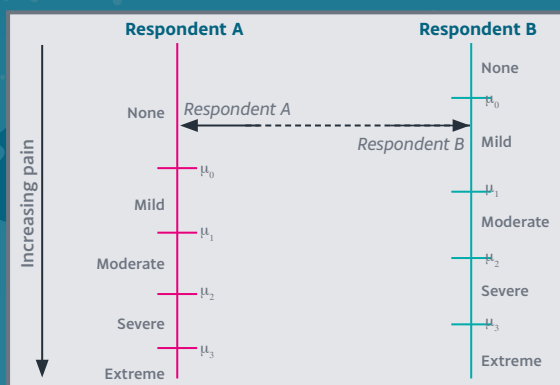 Respondent A
Respondent B
Increasing pain
None
Respondent A
Respondent B
μ0
Mild
μ1
Moderate
μ2
Severe
μ3
Extreme
None
μ0
Mild
μ1
Moderate
μ2
Severe
μ3
Extreme